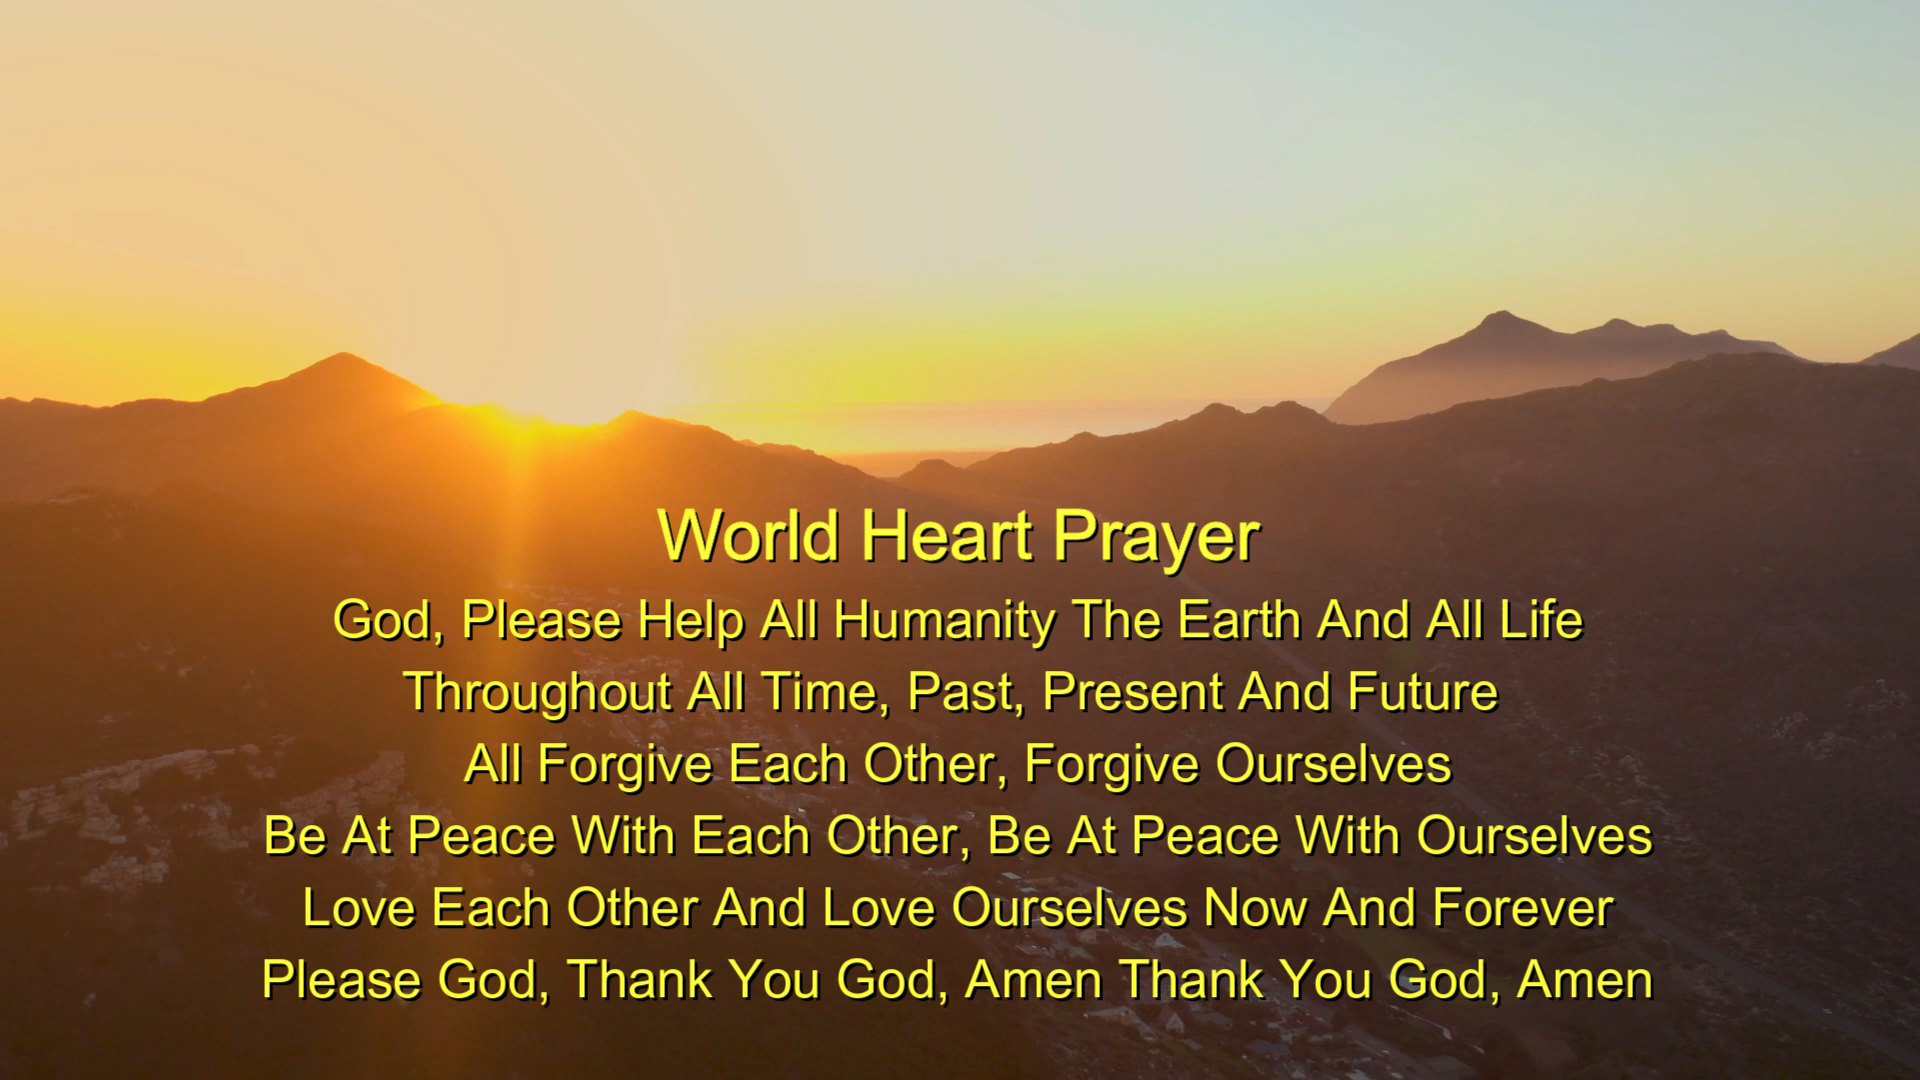 World Heart Prayer
God, Please Help All Humanity The Earth And All Life
Throughout All Time, Past, Present And Future
All Forgive Each Other, Forgive Ourselves
Be At Peace With Each Other, Be At Peace With Ourselves
Love Each Other And Love Ourselves Now And Forever
Please God, Thank You God, Amen Thank You God, Amen